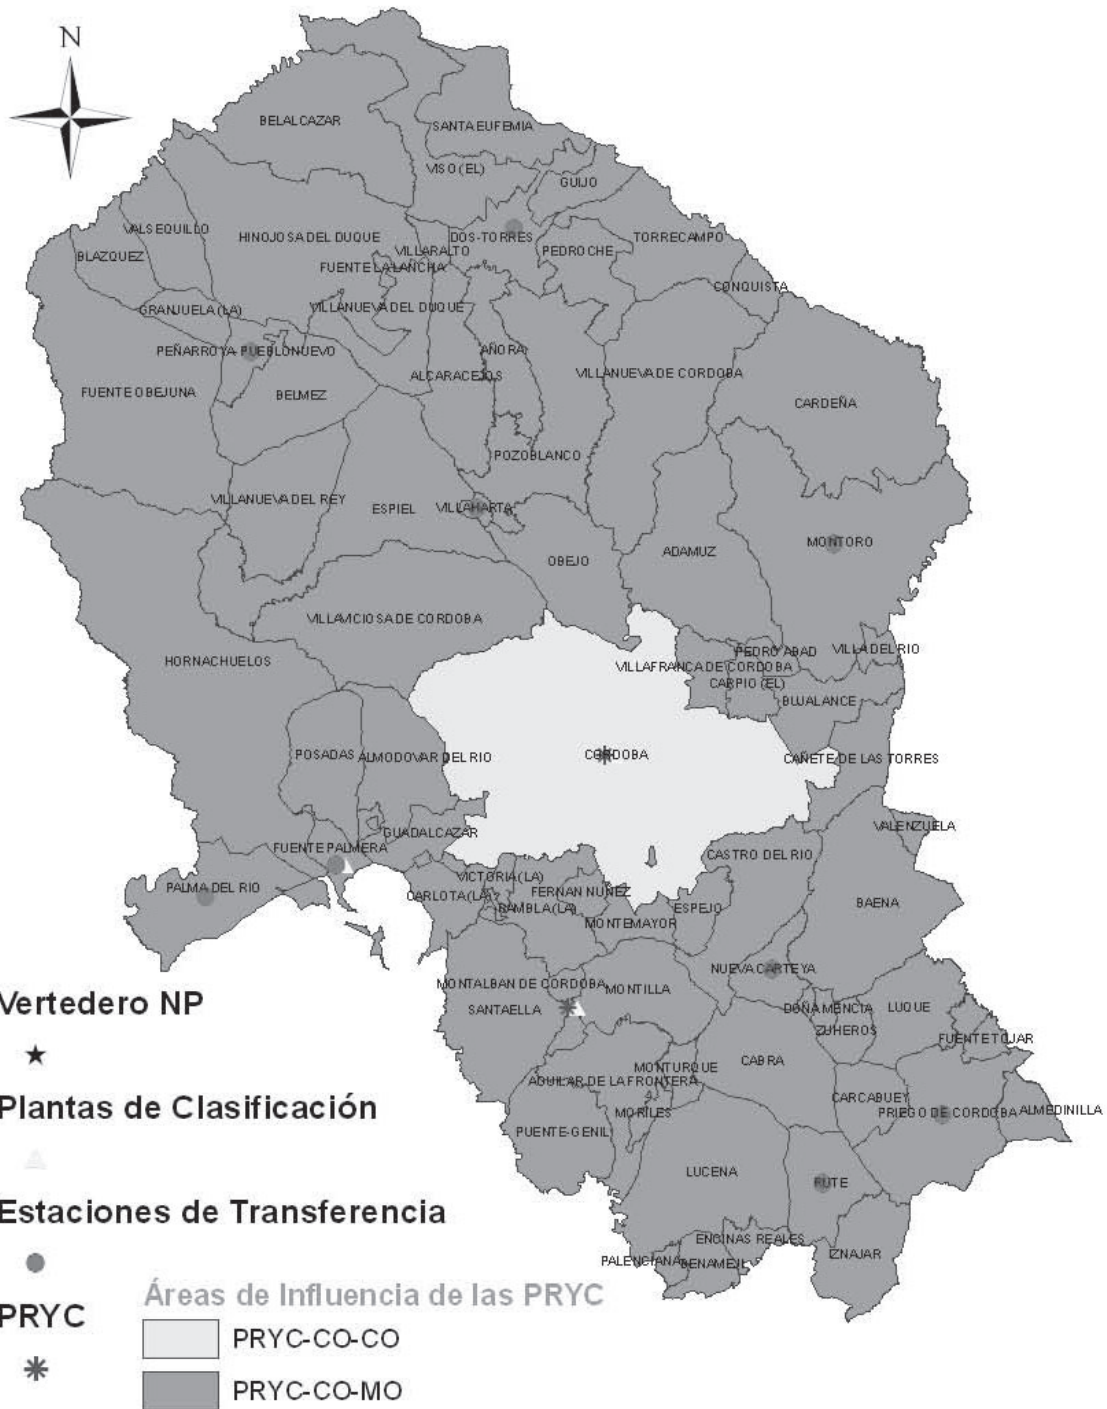 N
BELALCAZAR
SANTA EUFEMIA
VISO (EL)
GUIJO
VALSEQUILLO
HINOJOSA DEL DUQUE
DOS-TORRES
TORRECAMPO
BLAZQUEZ
VILLARALTO
PEDROCHE
FUENTE LA LANCHA
CONQUISTA
GRANJUELA (LA)
VILLANUEVA DEL DUQUE
PEÑARROYA-PUEBLONUEVO
AÑORA
ALCARACEJOS
VILLANUEVA DE CORDOBA
FUENTE OBEJUNA
BELMEZ
CARDEÑA
POZOBLANCO
VILLANUEVA DEL REY
ESPIEL
VILLAHARTA
MONTORO
ADAMUZ
OBEJO
VILLAVICIOSA DE CORDOBA
PEDRO ABAD
VILLA DEL RIO
HORNACHUELOS
VILLAFRANCA DE CORDOBA
CARPIO (EL)
BUJALANCE
POSADAS
ALMODOVAR DEL RIO
CORDOBA
CAÑETE DE LAS TORRES
VALENZUELA
GUADALCAZAR
FUENTE PALMERA
CASTRO DEL RIO
VICTORIA (LA)
PALMA DEL RIO
CARLOTA (LA)
FERNAN NUÑEZ
RAMBLA (LA)
ESPEJO
BAENA
MONTEMAYOR
NUEVA CARTEYA
MONTALBAN DE CORDOBA
MONTILLA
Vertedero NP
SANTAELLA
DOÑA MENCIA
LUQUE
ZUHEROS
FUENTE TOJAR
CABRA
MONTURQUE
AGUILAR DE LA FRONTERA
CARCABUEY
Plantas de Clasificación
MORILES
PRIEGO DE CORDOBA
ALMEDINILLA
PUENTE-GENIL
LUCENA
RUTE
Estaciones de Transferencia
ENCINAS REALES
IZNAJAR
PALENCIANA
BENAMEJI
Áreas de Influencia de las PRYC
PRYC
PRYC-CO-CO
PRYC-CO-MO